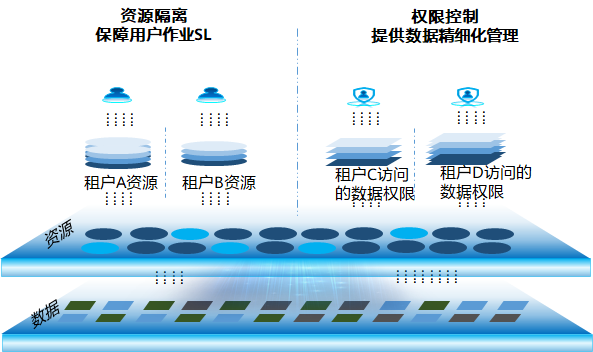 资源隔离
保障用户作业SL
权限控制
提供数据精细化管理
租户A资源
租户B资源
租户C访问
的数据权限
租户D访问的
数据权限
资源
数据